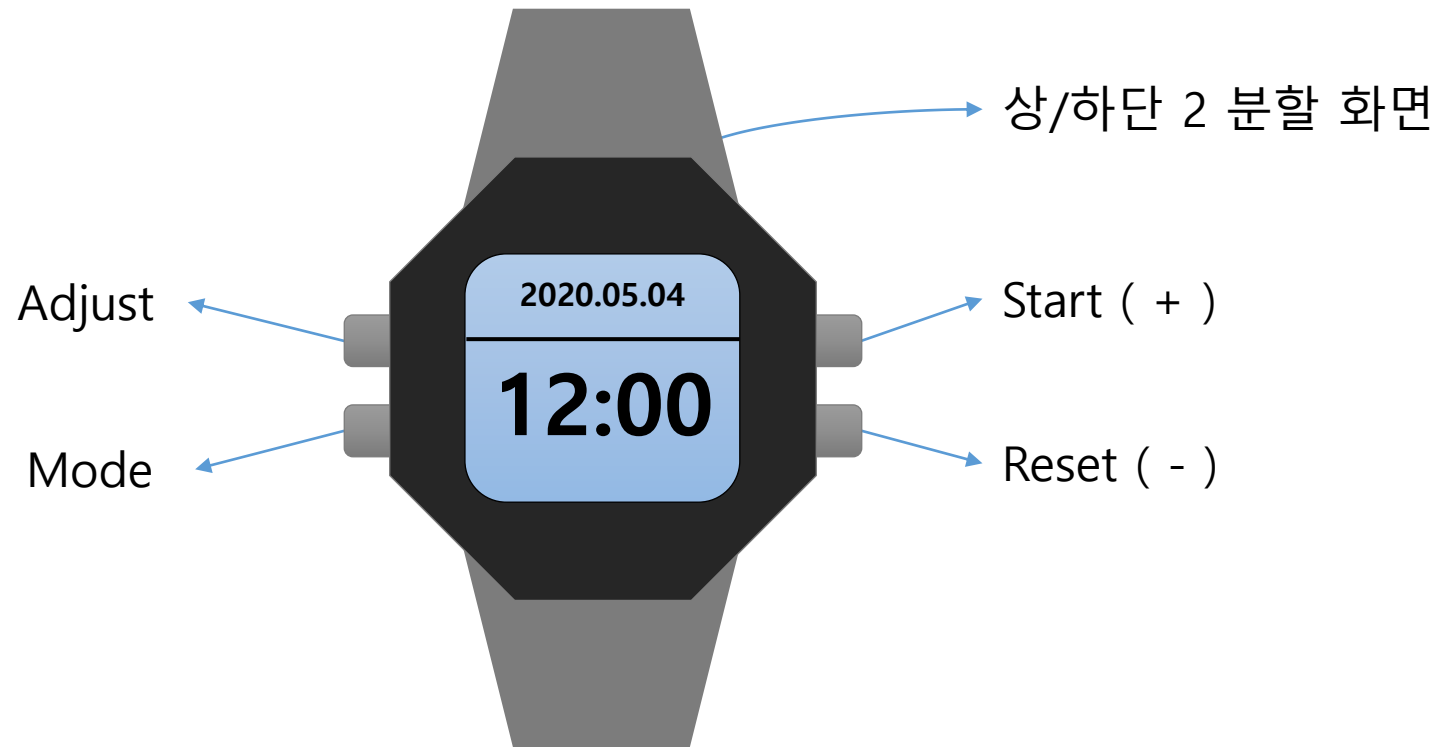 상/하단 2 분할 화면
Adjust
2020.05.04
Start ( + )
12:00
Mode
Reset ( - )